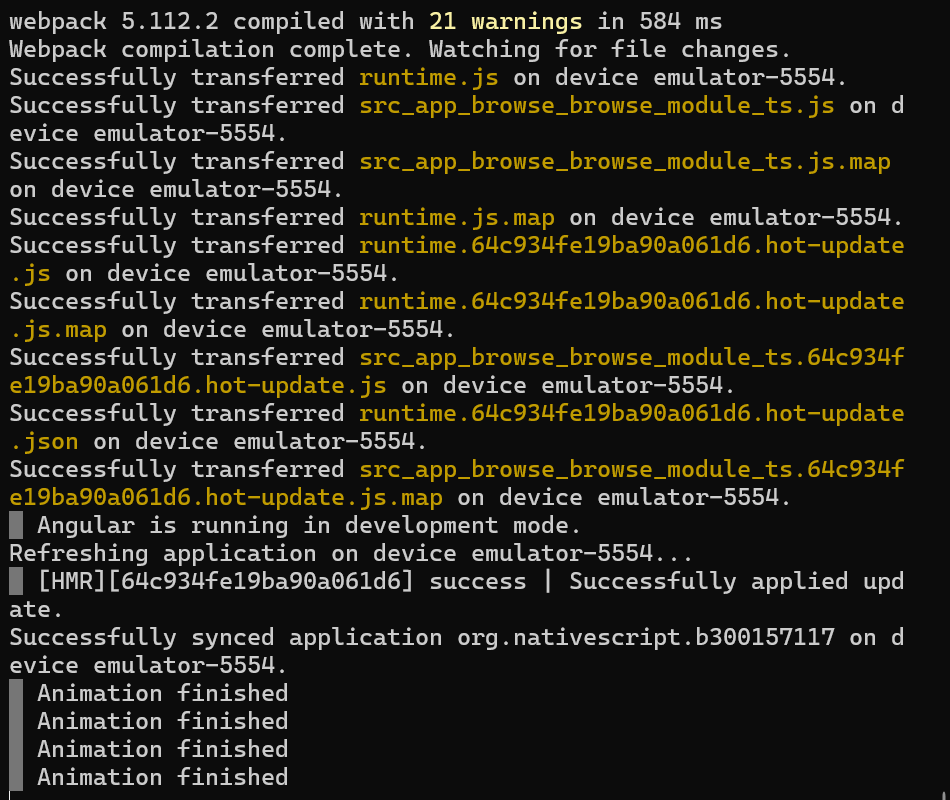 webpack 5.112.2 compiled with 21 warnings in 584 ms
Webpack compilation complete. Watching for file changes.
Successfully transferred runtime.js on device emulator-5554.
Successfully transferred src_app_browse_browse_module_ts.js on d
evice emulator-5554.
Successfully transferred src_app_browse_browse_module_ts.js.map
on device emulator-5554.
Successfully transferred runtime.js.map on device emulator-5554.
Successfully transferred runtime.64c934fe19ba90a061d6.hot-update
.js on device emulator-5554.
Successfully transferred runtime.64c934fe19ba90a061d6.hot-update
.js.map on device emulator-5554.
Successfully transferred src_app_browse_browse_module_ts.64c934f
e19ba90a061d6.hot-update.js on device emulator-5554.
Successfully transferred runtime.64c934fe19ba90a061d6.hot-update
.json on device emulator-5554.
Successfully transferred src_app_browse_browse_module_ts.64c934f
e19ba90a061d6.hot-update.js.map on device emulator-5554.
Angular is running in development mode.
Refreshing application on device emulator-5554...
[HMR][64c934fe19ba90a061d6] success | Successfully applied upd
ate.
Successfully synced application org.nativescript.b300157117 on d
evice emulator-5554.
Animation finished
Animation finished
Animation finished
Animation finished